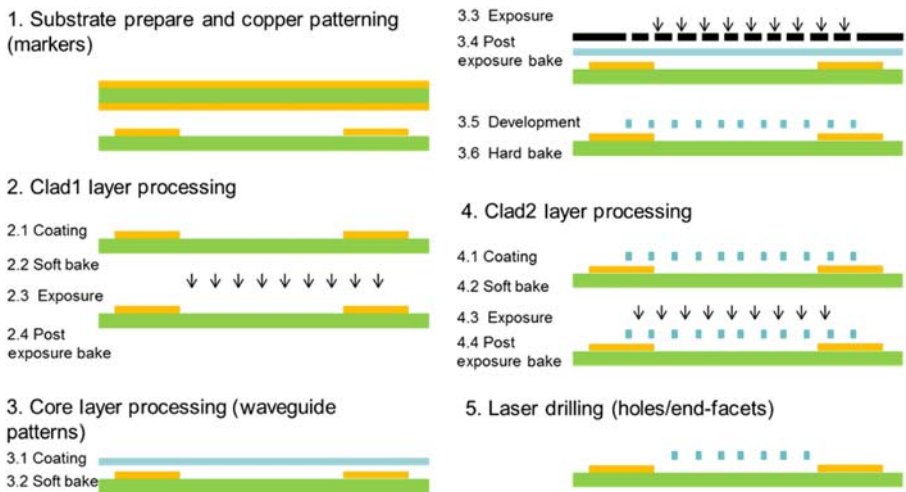 1. Substrate prepare and copper patterning
(markers)
2. Clad1 layer processing
2.1 Coating
2.2 Soft bake
2.3 Exposure
2.4 Post
exposure bake
3. Core layer processing (waveguide
patterns)
3.1 Coating
3.2 Soft bake
3.3 Exposure
3.4 Post
exposure bake
3.5 Development
3.6 Hard bake
4. Clad2 layer processing
4.1 Coating
4.2 Soft bake
4.3 Exposure
4.4 Post
exposure bake
5. Laser drilling (holes/end-facets)